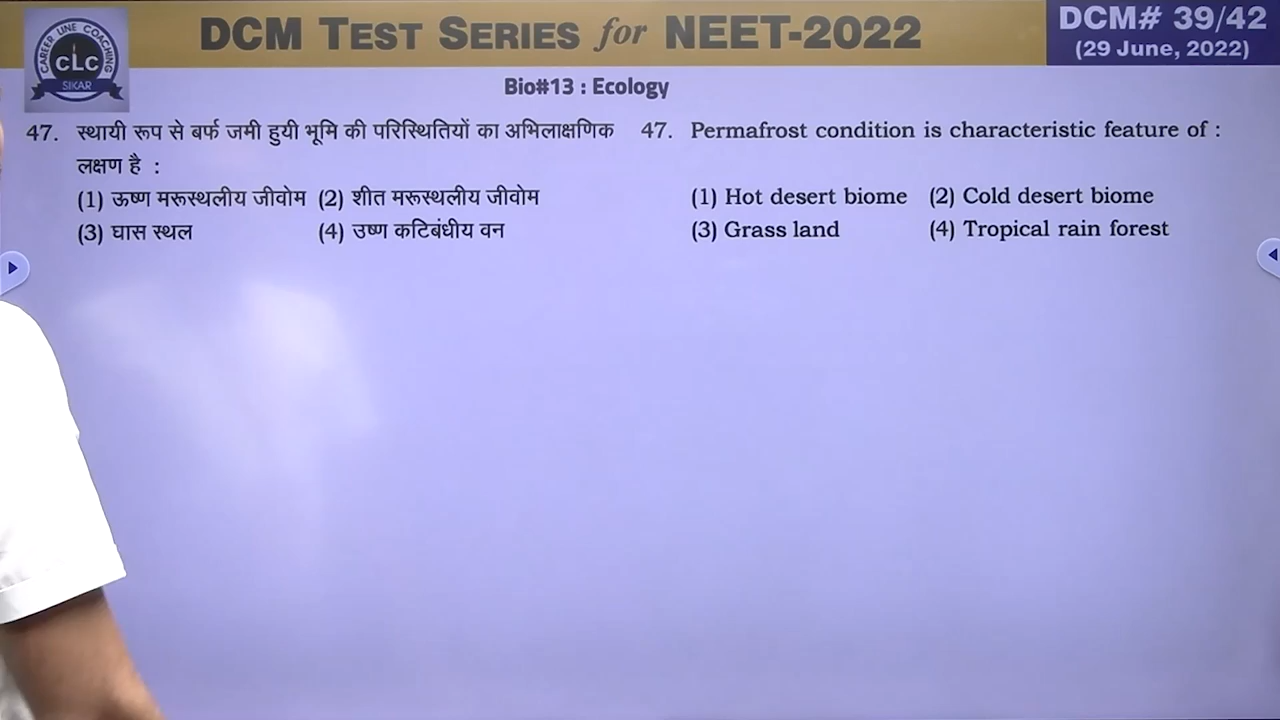 CAREER LINE COACHING
CLC
SIKAR
DCM TEST SERIES for NEET-2022
DCM# 39/42
(29 June, 2022)
Bio#13 : Ecology
47. स्थायी रूप से बर्फ जमी हुयी भूमि की परिस्थितियों का अभिलाक्षणिक
लक्षण है :
(1) ऊष्ण मरूस्थलीय जीवोम (2) शीत मरूस्थलीय जीवोम
(3) घास स्थल (4) उष्ण कटिबंधीय वन
47. Permafrost condition is characteristic feature of :
(1) Hot desert biome (2) Cold desert biome
(3) Grass land (4) Tropical rain forest